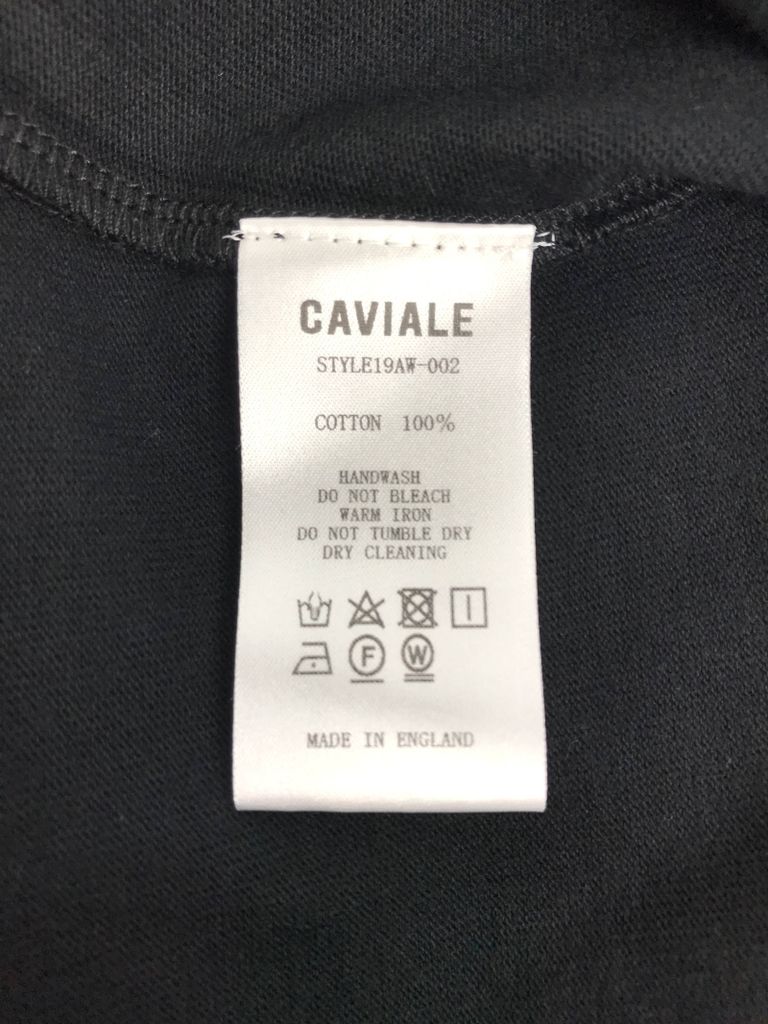 CAVIALE
STYLE19AW-002
COTTON 100%
HANDWASH
DO NOT BLEACH
WARM IRON
DO NOT TUMBLE DRY
DRY CLEANING
F W
MADE IN ENGLAND